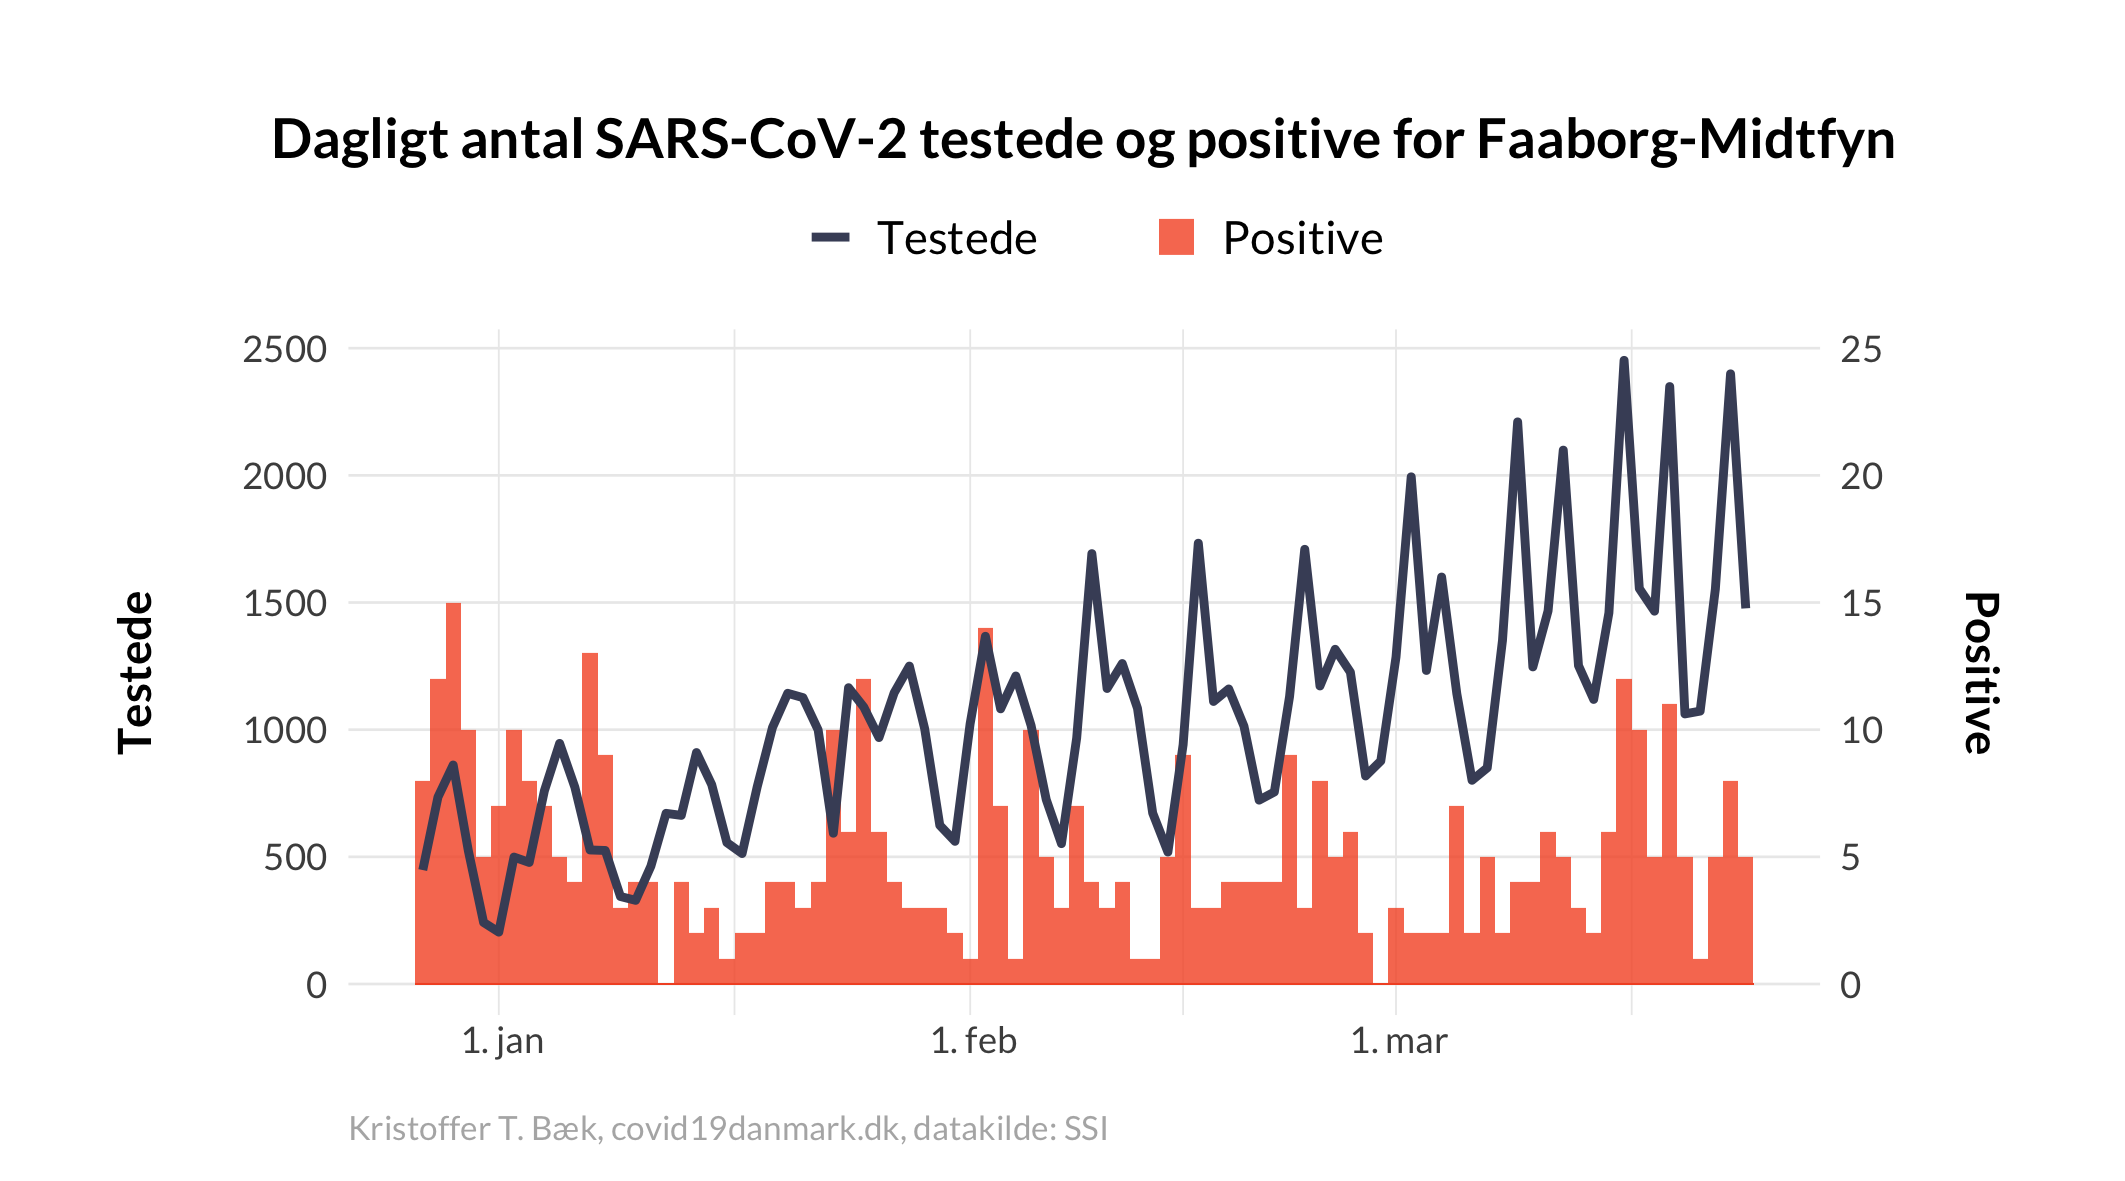 Dagligt antal SARS-CoV-2 testede og positive for Faaborg-Midtfyn
Testede Positive
2500 25
2000 20
1500 15
1000 10
500 5
0 0
Testede
Positive
1. jan 1. feb 1. mar
Kristoffer T. Bæk, covid19danmark.dk, datakilde: SSI